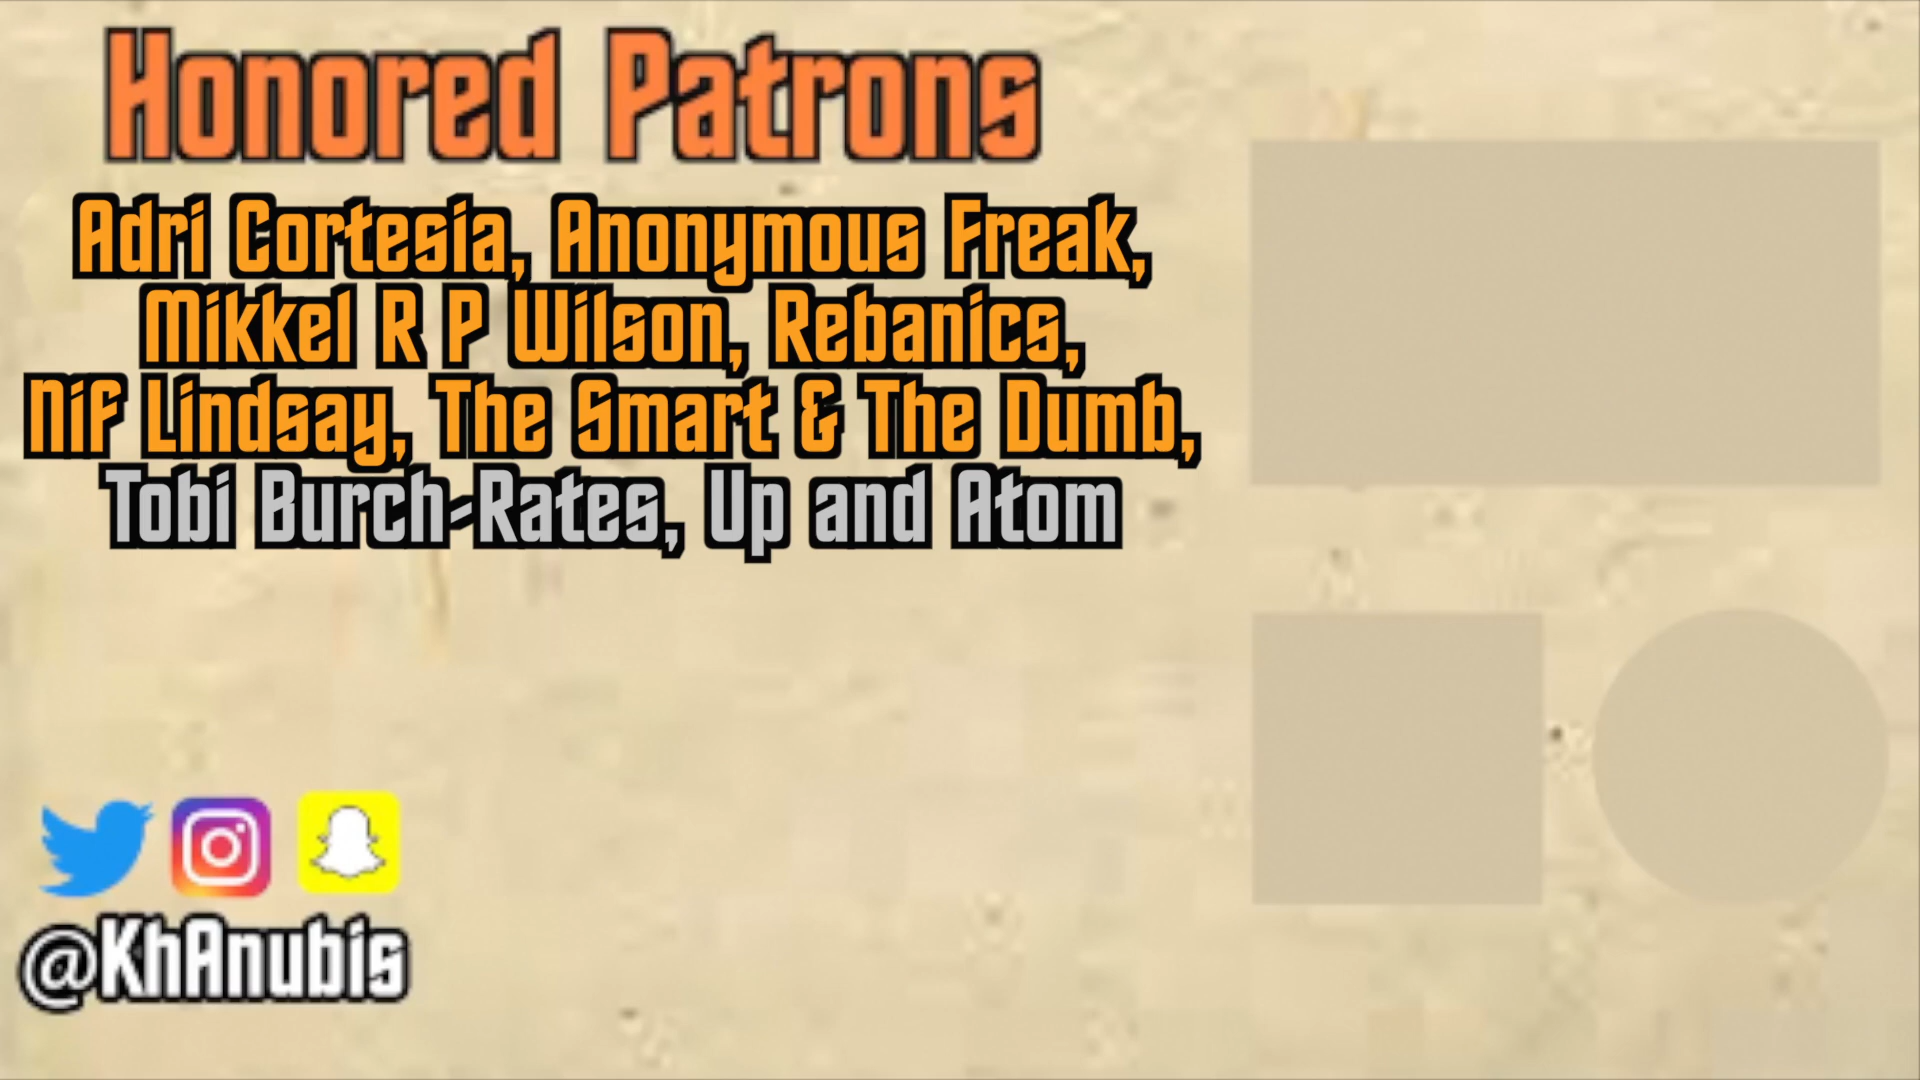 Honored Patrons
Adri Cortesia, Anonymous Freak,
Mikkel R P Wilson, Rebanics,
Nif Lindsay, The Smart & The Dumb,
Tobi Burch-Rates, Up and Atom
@KhAnubis